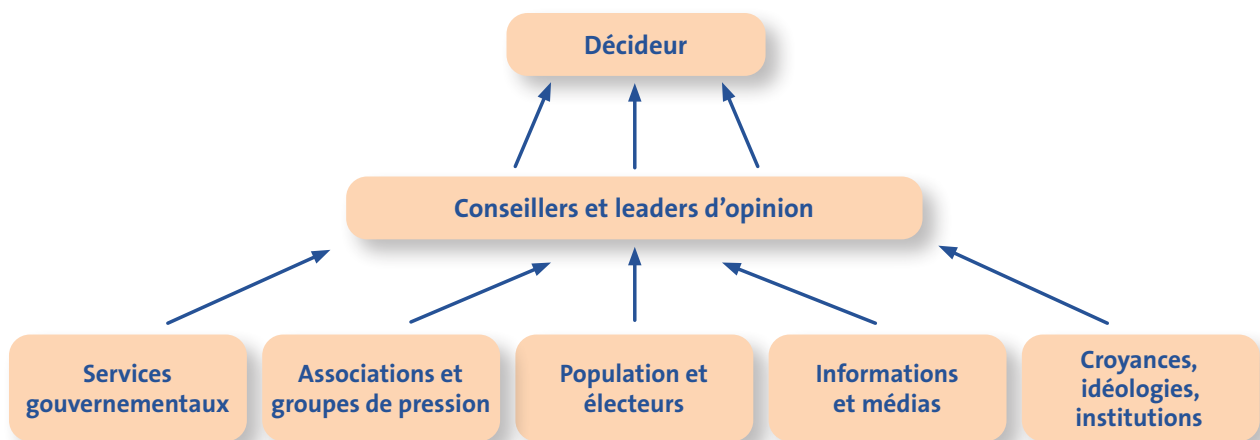 Décideur
Conseillers et leaders d’opinion
Services
gouvernementaux
Associations et
groupes de pression
Population et
électeurs
Informations
et médias
Croyances,
idéologies,
institutions